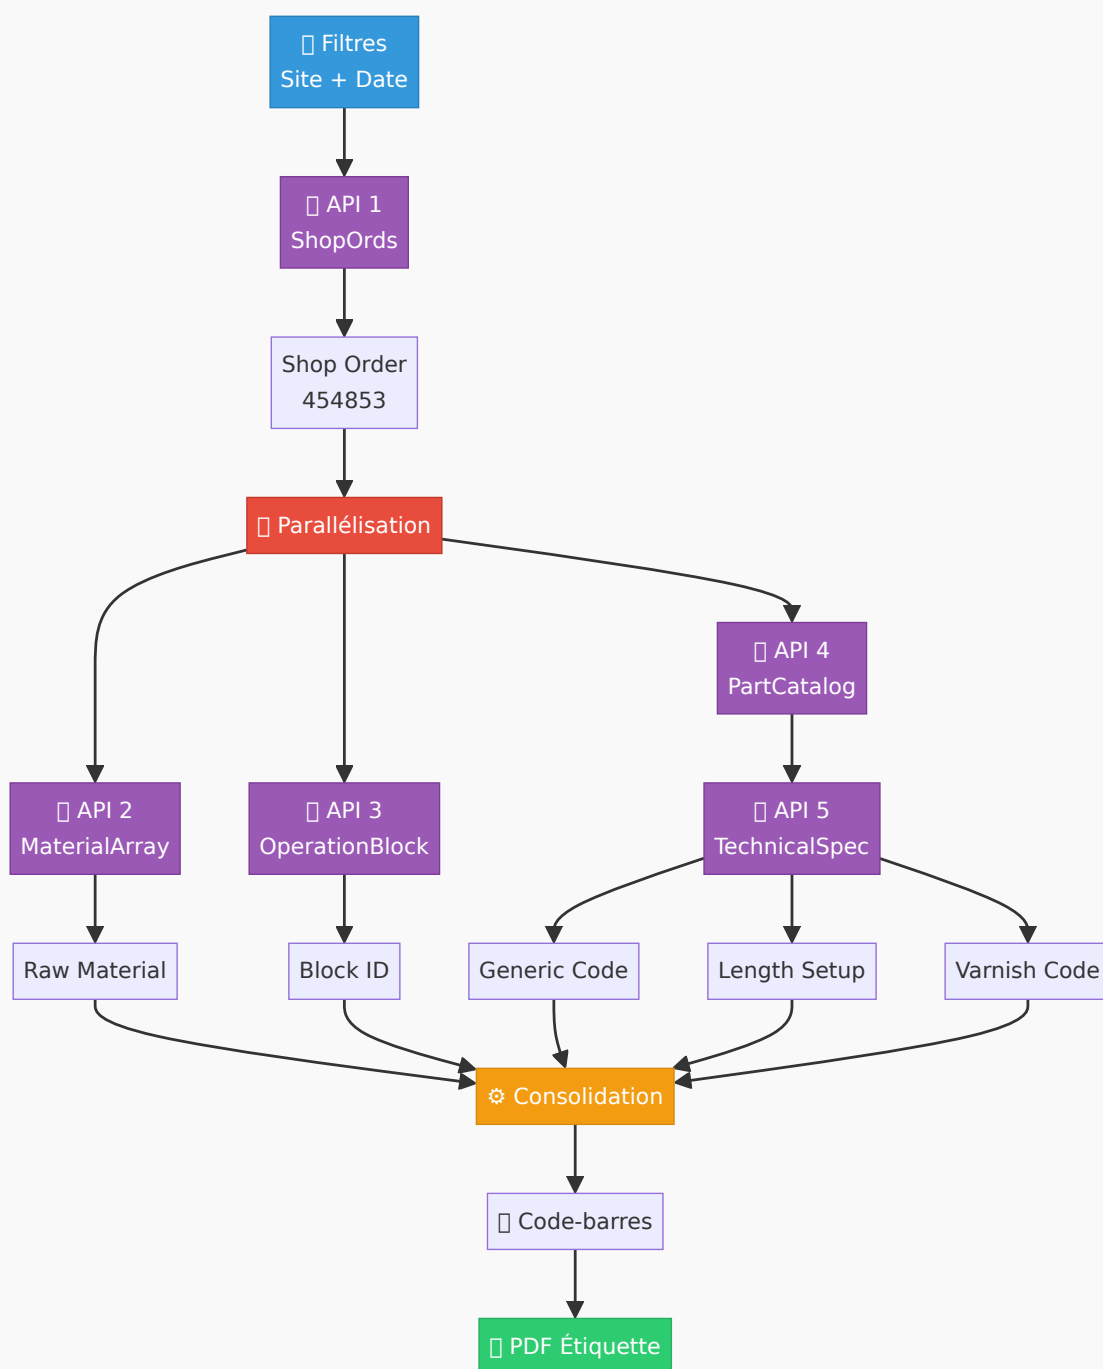 Filtres
Site + Date
API 1
ShopOrds
Shop Order
454853
Parallélisation
API 4
PartCatalog
API 2
MaterialArray
API 3
OperationBlock
API 5
TechnicalSpec
Raw Material
Block ID
Generic Code
Length Setup
Varnish Code
⚙ Consolidation
Code-barres
PDF Étiquette